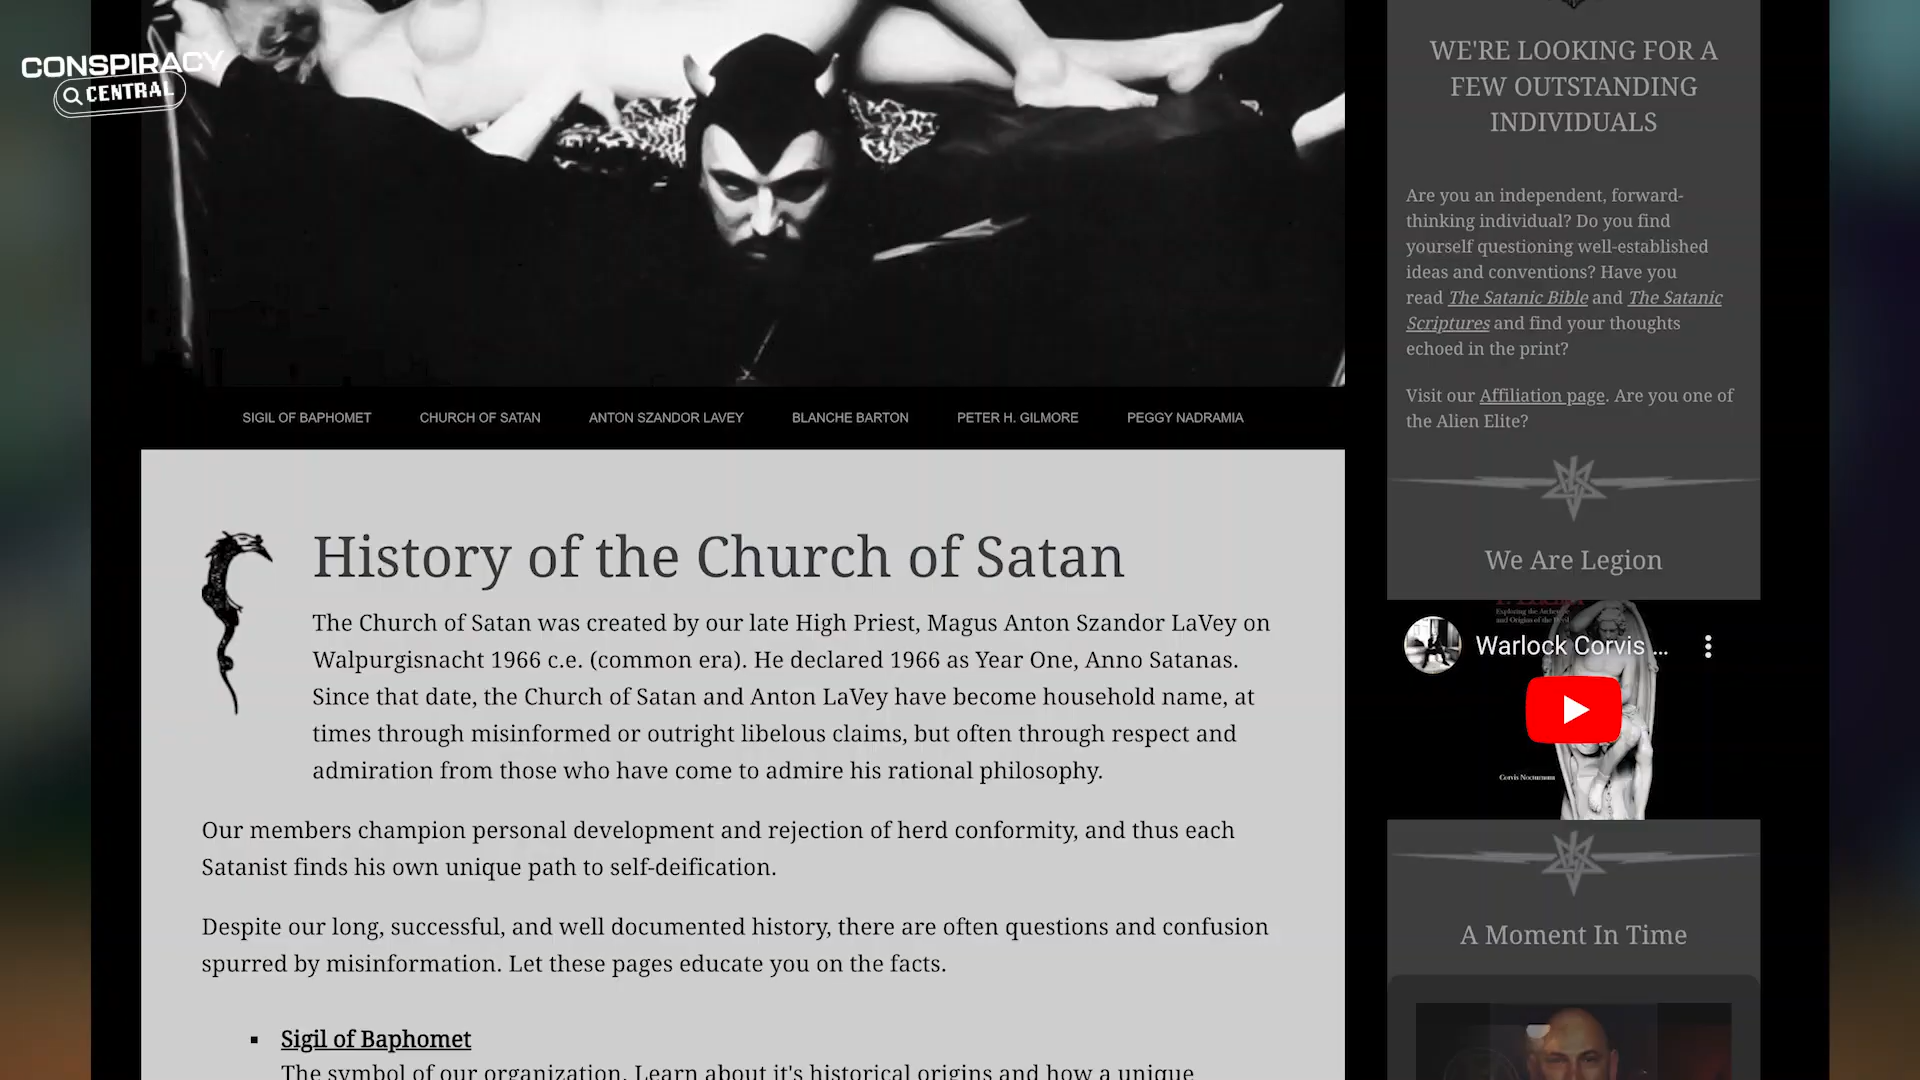 CONSPIRACY
CENTRAL
SIGIL OF BAPHOMET
CHURCH OF SATAN
ANTON SZANDOR LAVEY
BLANCHE BARTON
PETER H. GILMORE
PEGGY NADRAMIA
History of the Church of Satan
The Church of Satan was created by our late High Priest, Magus Anton Szandor LaVey on
Walpurgisnacht 1966 c.e. (common era). He declared 1966 as Year One, Anno Satanas.
Since that date, the Church of Satan and Anton LaVey have become household name, at
times through misinformed or outright libelous claims, but often through respect and
admiration from those who have come to admire his rational philosophy.
Our members champion personal development and rejection of herd conformity, and thus each
Satanist finds his own unique path to self-deification.
Despite our long, successful, and well documented history, there are often questions and confusion
spurred by misinformation. Let these pages educate you on the facts.
Sigil of Baphomet
The symbol of our organization. Learn about it's historical origins and how a unique
WE'RE LOOKING FOR A
FEW OUTSTANDING
INDIVIDUALS
Are you an independent, forward-
thinking individual? Do you find
yourself questioning well-established
ideas and conventions? Have you
read The Satanic Bible and The Satanic
Scriptures and find your thoughts
echoed in the print?
Visit our Affiliation page. Are you one of
the Alien Elite?
We Are Legion
Exploring the
and Origins of the Devil
Warlock Corvis ...
Corvis Nocturnum
A Moment In Time